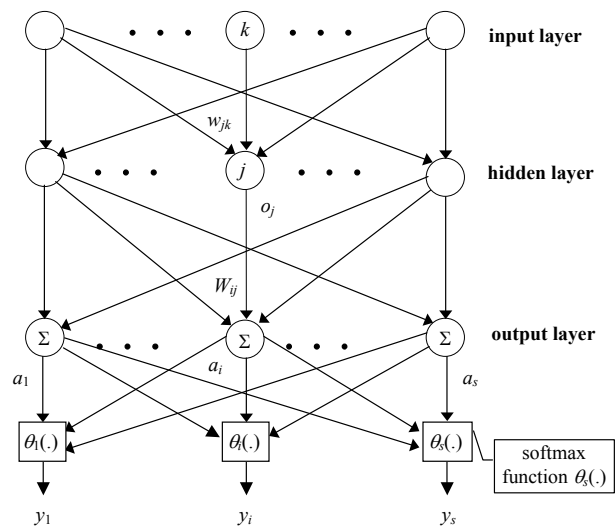 k
input layer
w_jk
j
hidden layer
o_j
W_ij
Σ Σ Σ
output layer
a_1 a_i a_s
θ_1(.) θ_i(.) θ_s(.)
softmax
function θ_s(.)
y_1 y_i y_s